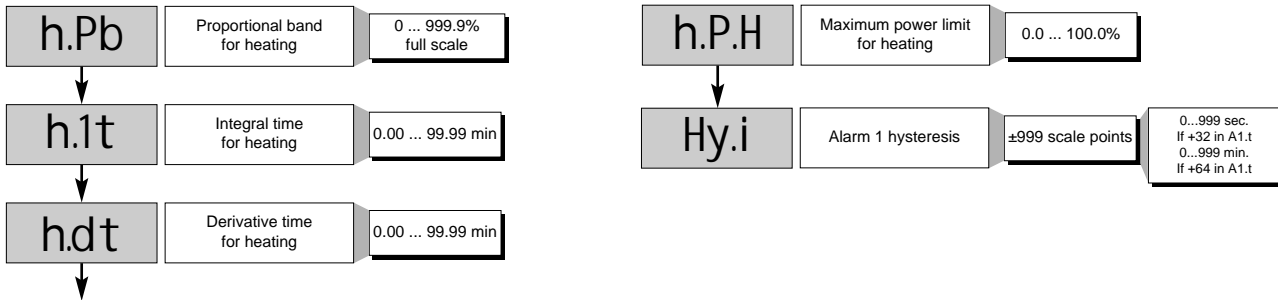 h.Pb
Proportional band
for heating
0 ... 999.9%
full scale
h.1t
Integral time
for heating
0.00 ... 99.99 min
h.dt
Derivative time
for heating
0.00 ... 99.99 min
h.P.H
Maximum power limit
for heating
0.0 ... 100.0%
Hy.i
Alarm 1 hysteresis
±999 scale points
0...999 sec.
If +32 in A1.t
0...999 min.
If +64 in A1.t